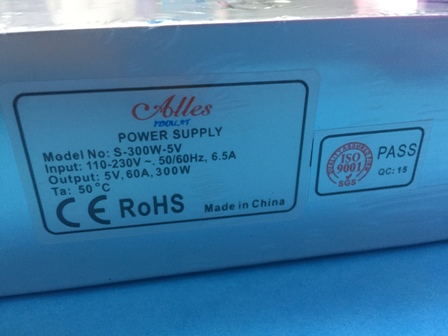 Alles
POWER SUPPLY
Model No: S-300W-5V
Input: 110-230V ~. 50/60Hz, 6.5A
Output: 5V, 60A, 300W
Ta: 50°C
CE RoHS Made in China
ISO
9001
SGS
PASS
QC: 15